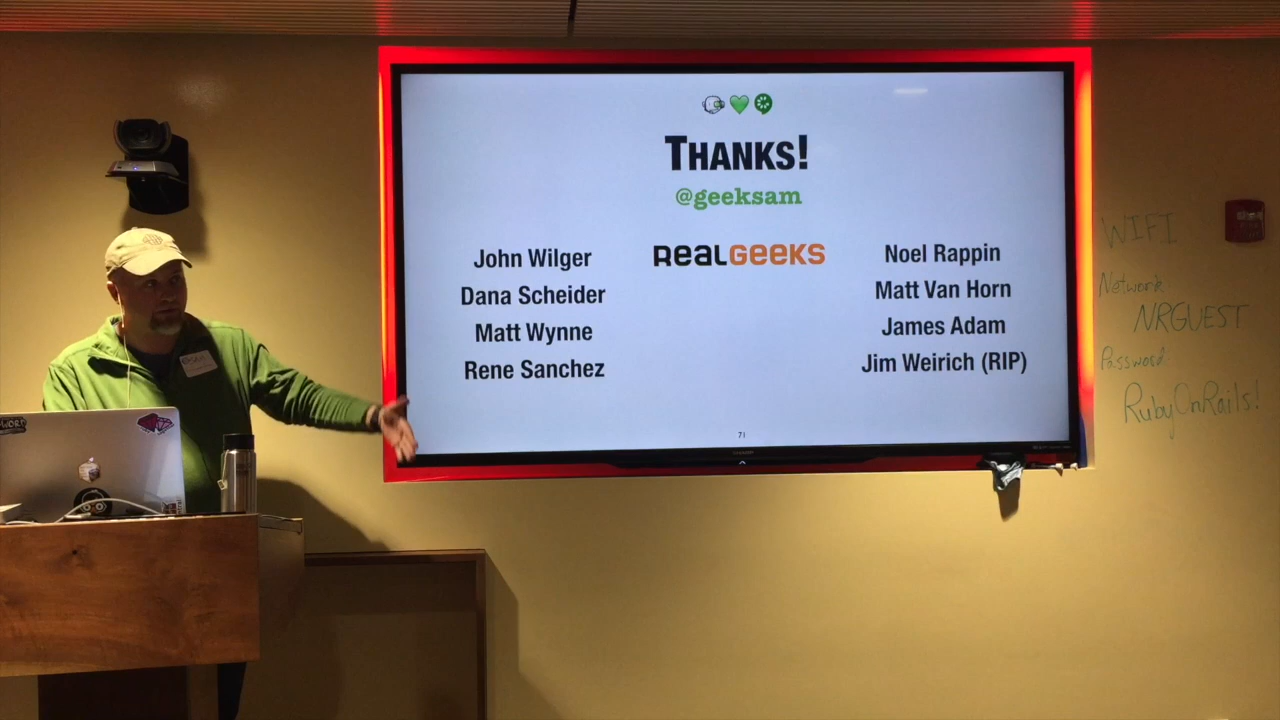 THANKS!
@geeksam
REALGEEKS
John Wilger
Dana Scheider
Matt Wynne
Rene Sanchez
Noel Rappin
Matt Van Horn
James Adam
Jim Weirich (RIP)
71
SHARP
WIFI
Network:
NRGUEST
Password:
RubyOnRails!